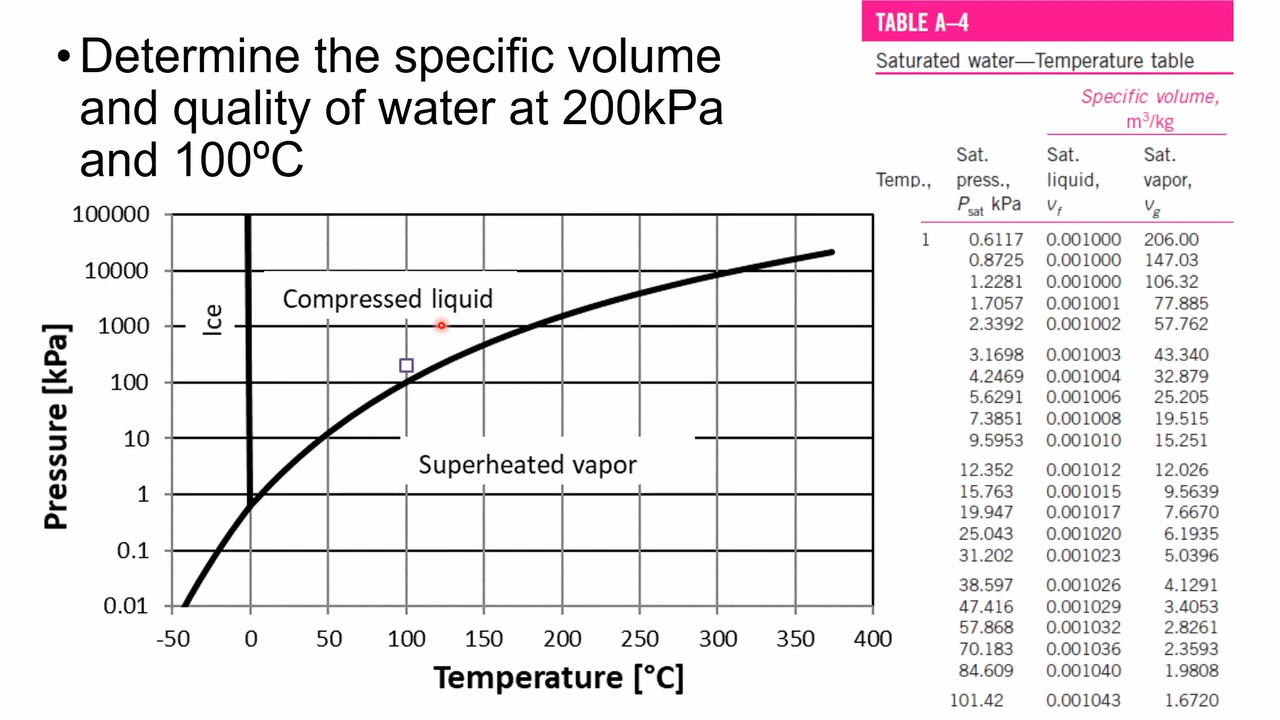 • Determine the specific volume
and quality of water at 200kPa
and 100ºC
100000
10000
1000
100
10
1
0.1
0.01
Pressure [kPa]
Ice
Compressed liquid
Superheated vapor
-50 0 50 100 150 200 250 300 350 400
Temperature [°C]
TABLE A–4
Saturated water—Temperature table
Specific volume,
m³/kg
Sat. Sat. Sat.
Temp., press., liquid, vapor,
Psat kPa vf vg
1 0.6117 0.001000 206.00
0.8725 0.001000 147.03
1.2281 0.001000 106.32
1.7057 0.001001 77.885
2.3392 0.001002 57.762
3.1698 0.001003 43.340
4.2469 0.001004 32.879
5.6291 0.001006 25.205
7.3851 0.001008 19.515
9.5953 0.001010 15.251
12.352 0.001012 12.026
15.763 0.001015 9.5639
19.947 0.001017 7.6670
25.043 0.001020 6.1935
31.202 0.001023 5.0396
38.597 0.001026 4.1291
47.416 0.001029 3.4053
57.868 0.001032 2.8261
70.183 0.001036 2.3593
84.609 0.001040 1.9808
101.42 0.001043 1.6720